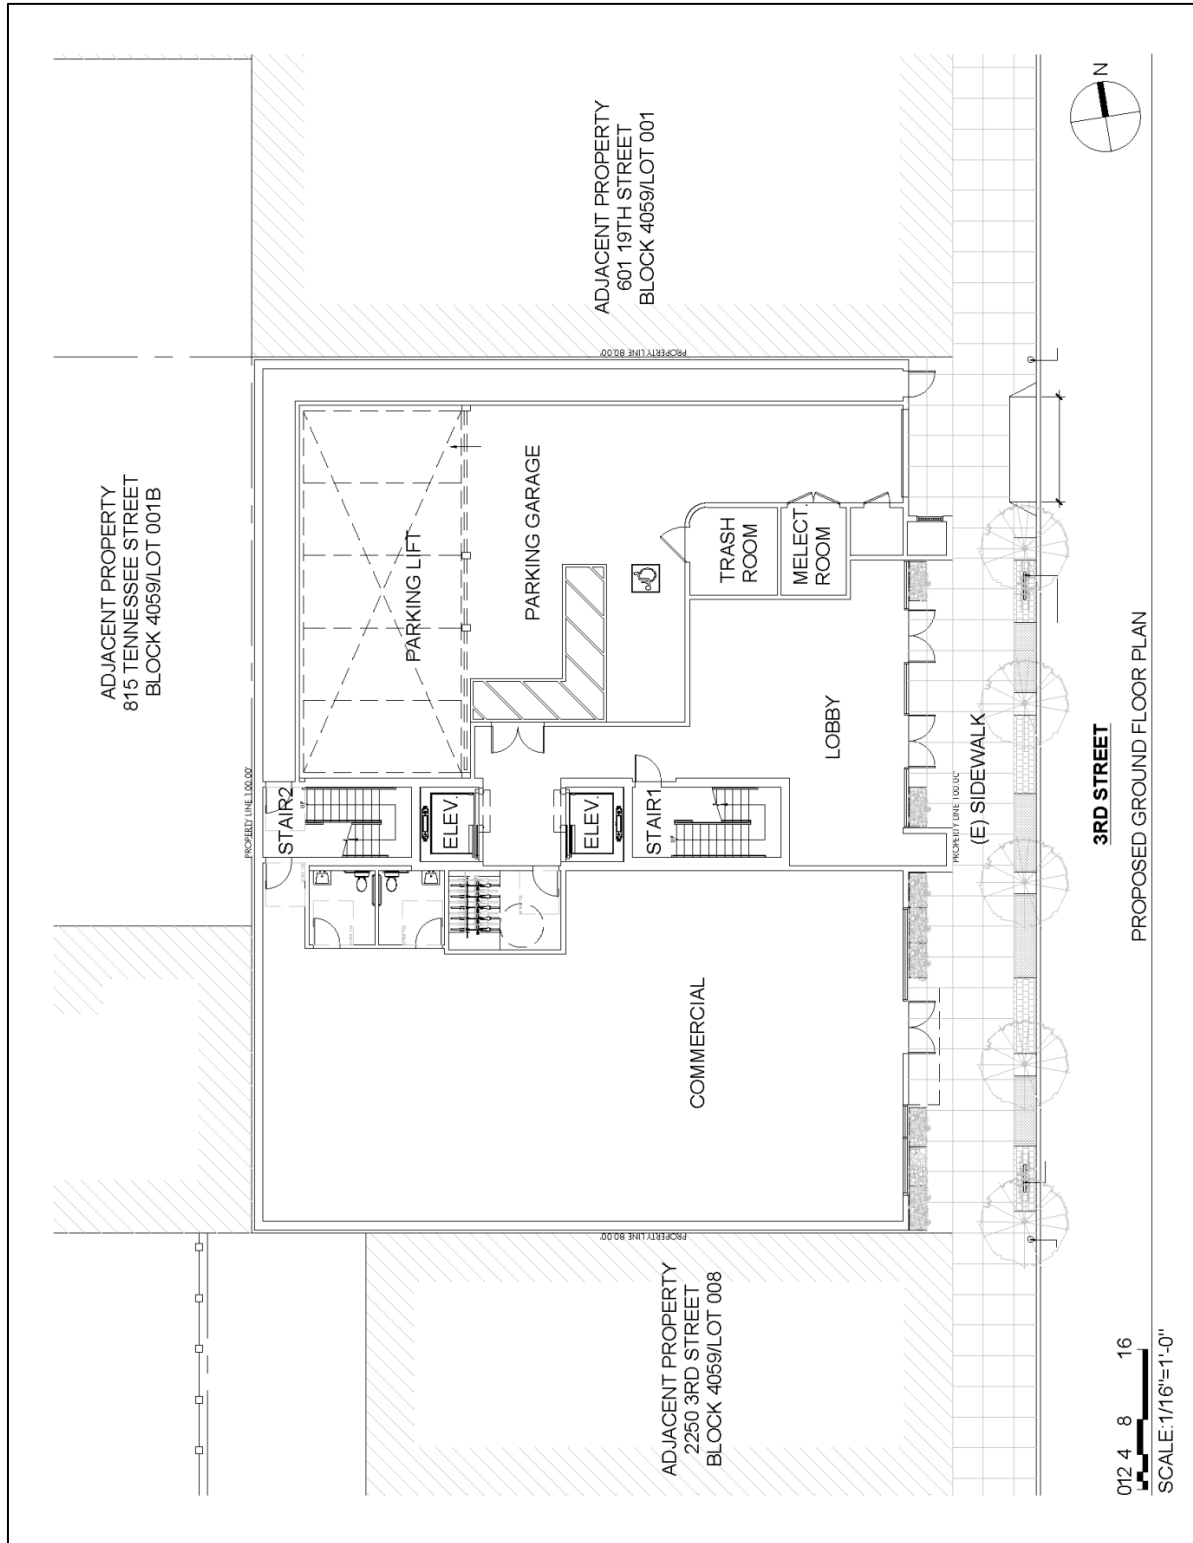 ADJACENT PROPERTY
815 TENNESSEE STREET
BLOCK 4059/LOT 001B
ADJACENT PROPERTY
601 19TH STREET
BLOCK 4059/LOT 001
PROPERTY LINE 100.00'
PROPERTY LINE 80.00'
STAIR2
UP
ELEV.
ELEV.
STAIR1
UP
PARKING LIFT
PARKING GARAGE
TRASH
ROOM
MELECT.
ROOM
LOBBY
COMMERCIAL
PROPERTY LINE 80.00'
PROPERTY LINE 100.00'
(E) SIDEWALK
ADJACENT PROPERTY
2250 3RD STREET
BLOCK 4059/LOT 008
3RD STREET
PROPOSED GROUND FLOOR PLAN
N
012 4 8 16
SCALE:1/16"=1'-0"